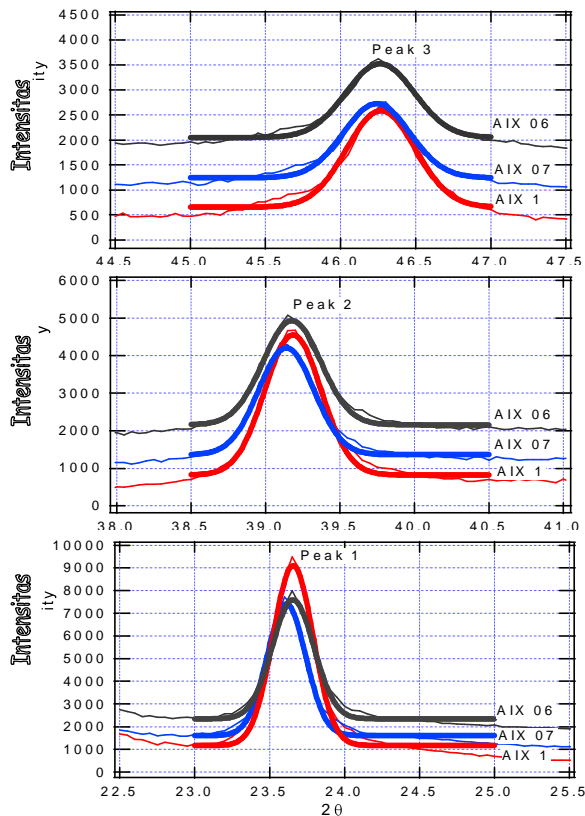 4500
4000
3500
3000
2500
2000
1500
1000
500
0
Intensitas
ity
Peak 3
AIX 06
AIX 07
AIX 1
44.5 45.0 45.5 46.0 46.5 47.0 47.5
6000
5000
4000
3000
2000
1000
0
Intensitas
y
Peak 2
AIX 06
AIX 07
AIX 1
38.0 38.5 39.0 39.5 40.0 40.5 41.0
10000
9000
8000
7000
6000
5000
4000
3000
2000
1000
0
Intensitas
ity
Peak 1
AIX 06
AIX 07
AIX 1
22.5 23.0 23.5 24.0 24.5 25.0 25.5
2θ